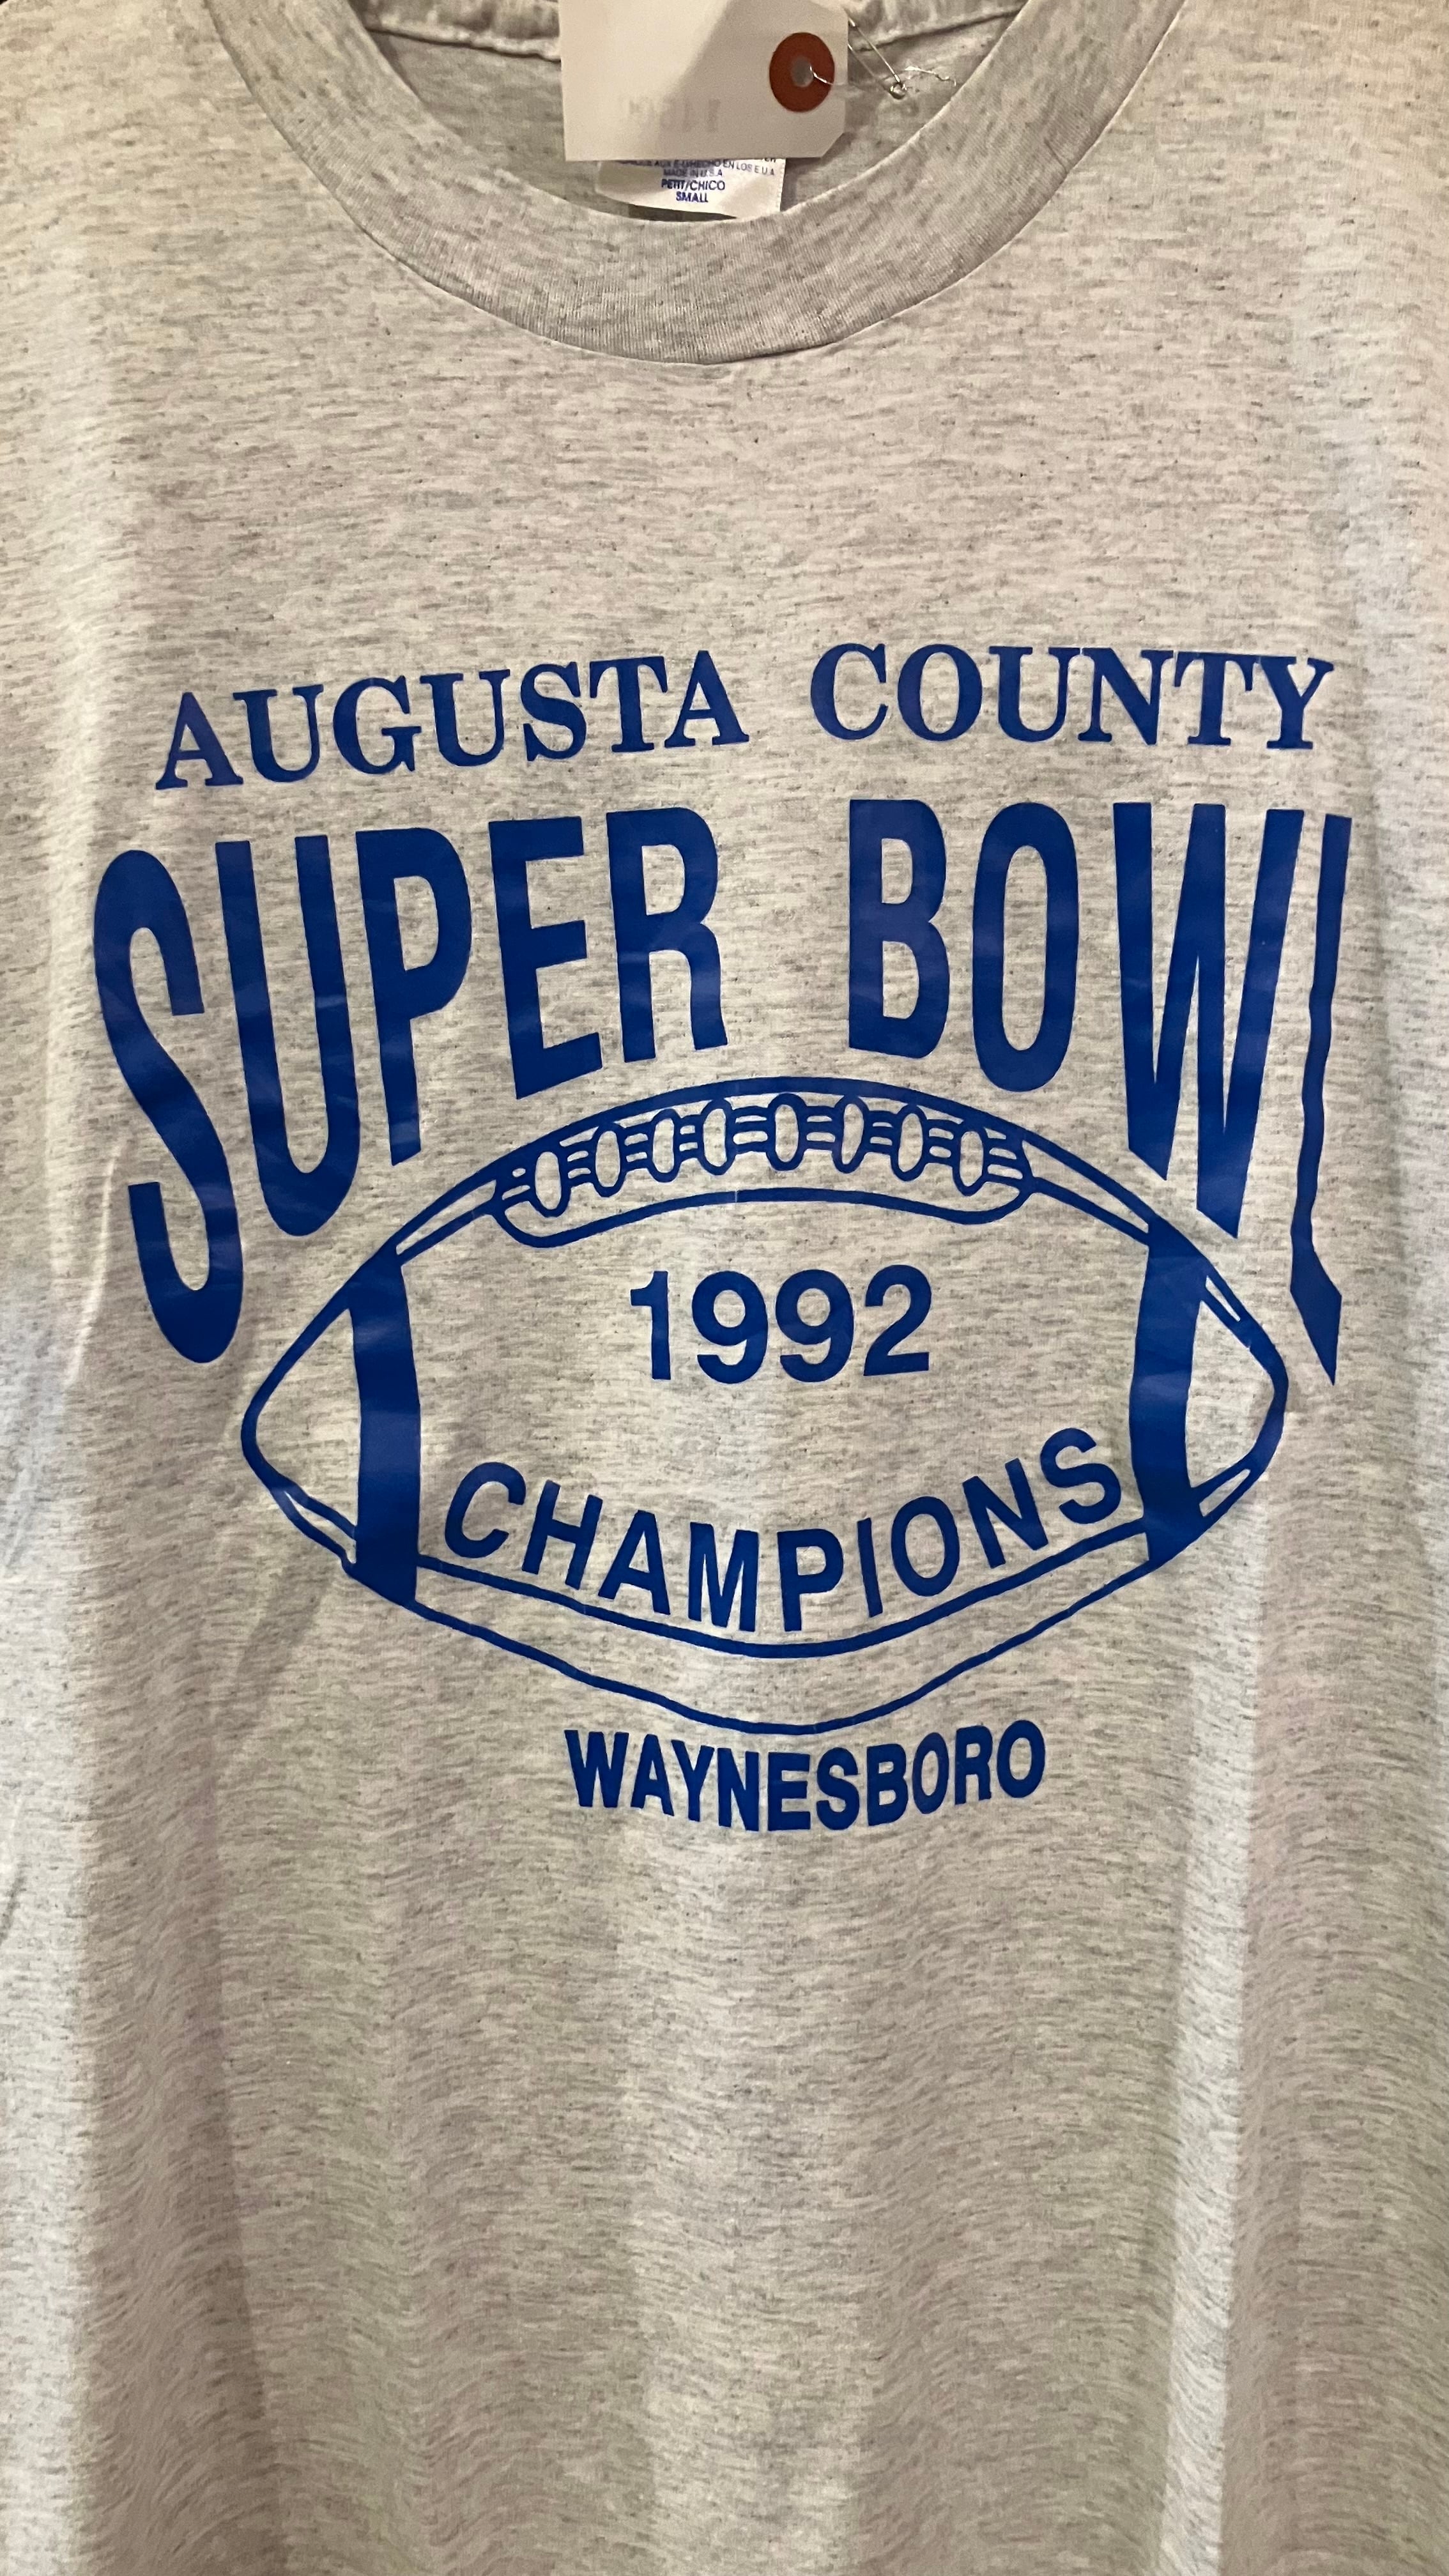 MADE IN U.S.A
PETIT/CHICO
SMALL
AUGUSTA COUNTY
SUPER BOWL
1992
CHAMPIONS
WAYNESBORO